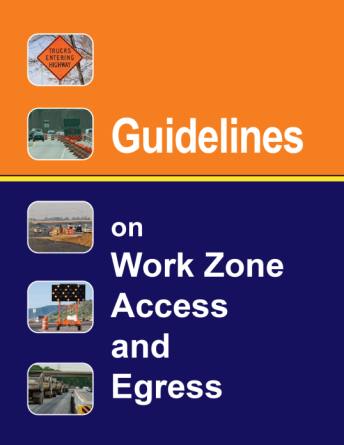 TRUCKS
ENTERING
HIGHWAY
Guidelines
on
Work Zone
Access
and
Egress